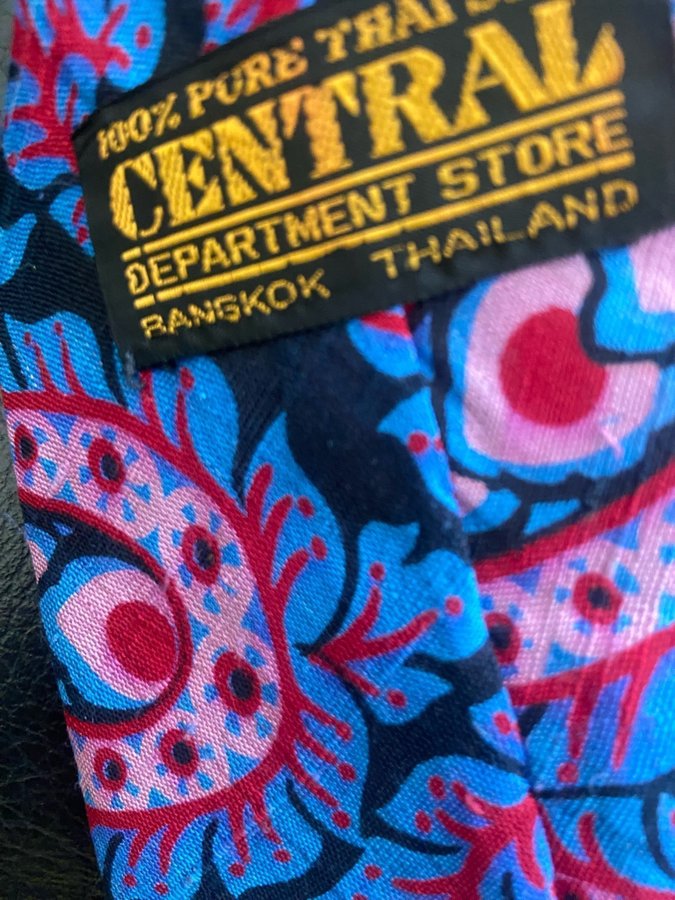 100% PURE THAI
CENTRAL
DEPARTMENT STORE
BANGKOK THAILAND